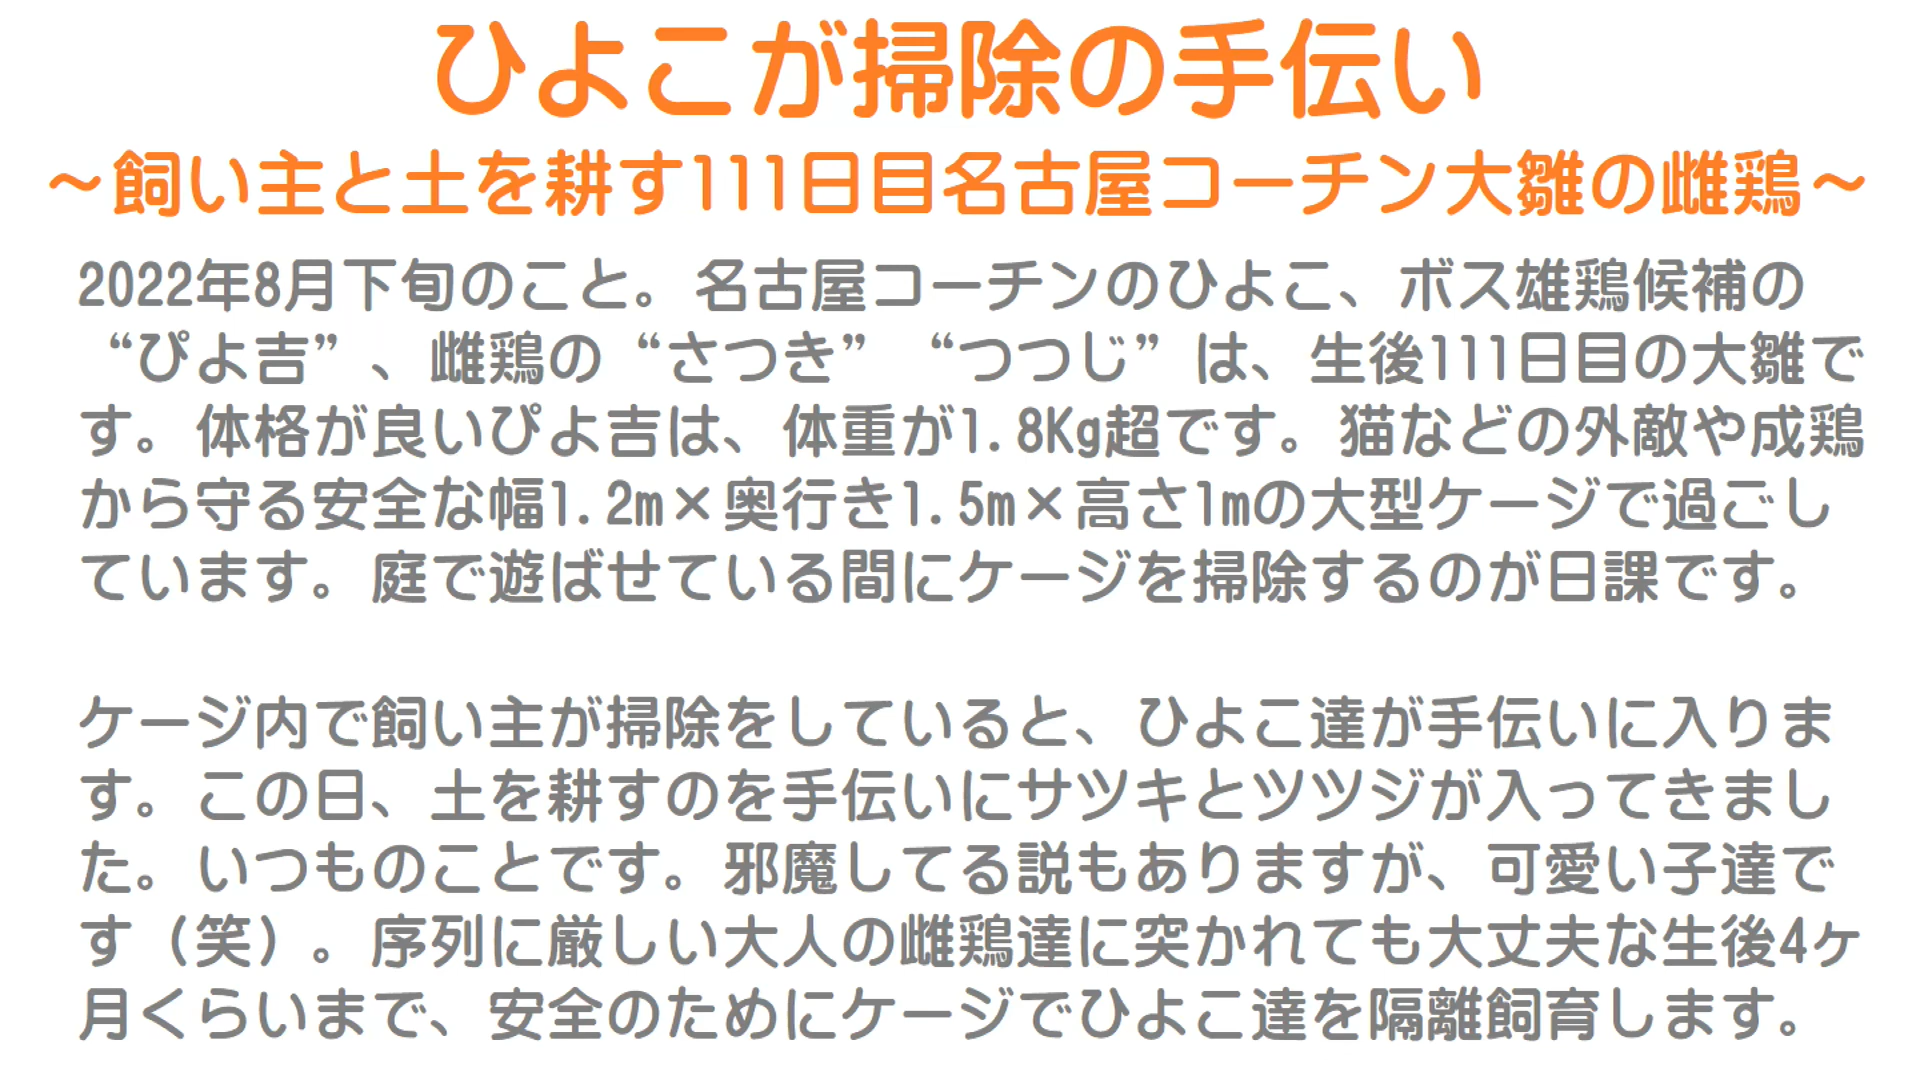 ひよこが掃除の手伝い
～飼い主と土を耕す111日目名古屋コーチン大雛の雌鶏～
2022年8月下旬のこと。名古屋コーチンのひよこ、ボス雄鶏候補の
“ぴよ吉”、雌鶏の“さつき”“つつじ”は、生後111日目の大雛で
す。体格が良いぴよ吉は、体重が1.8Kg超です。猫などの外敵や成鶏
から守る安全な幅1.2m×奥行き1.5m×高さ1mの大型ケージで過ごし
ています。庭で遊ばせている間にケージを掃除するのが日課です。
ケージ内で飼い主が掃除をしていると、ひよこ達が手伝いに入りま
す。この日、土を耕すのを手伝いにサツキとツツジが入ってきまし
た。いつものことです。邪魔してる説もありますが、可愛い子達で
す（笑）。序列に厳しい大人の雌鶏達に突かれても大丈夫な生後4ケ
月くらいまで、安全のためにケージでひよこ達を隔離飼育します。